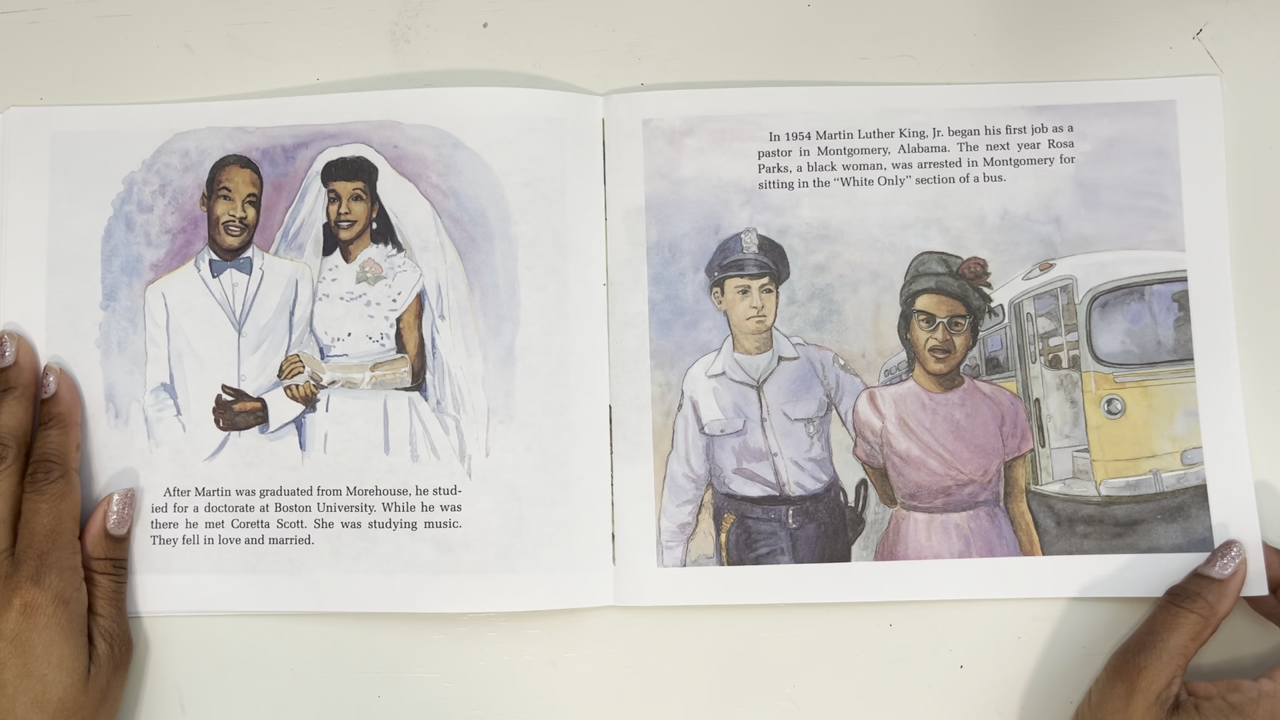 After Martin was graduated from Morehouse, he stud-
ied for a doctorate at Boston University. While he was
there he met Coretta Scott. She was studying music.
They fell in love and married.
In 1954 Martin Luther King, Jr. began his first job as a
pastor in Montgomery, Alabama. The next year Rosa
Parks, a black woman, was arrested in Montgomery for
sitting in the “White Only” section of a bus.